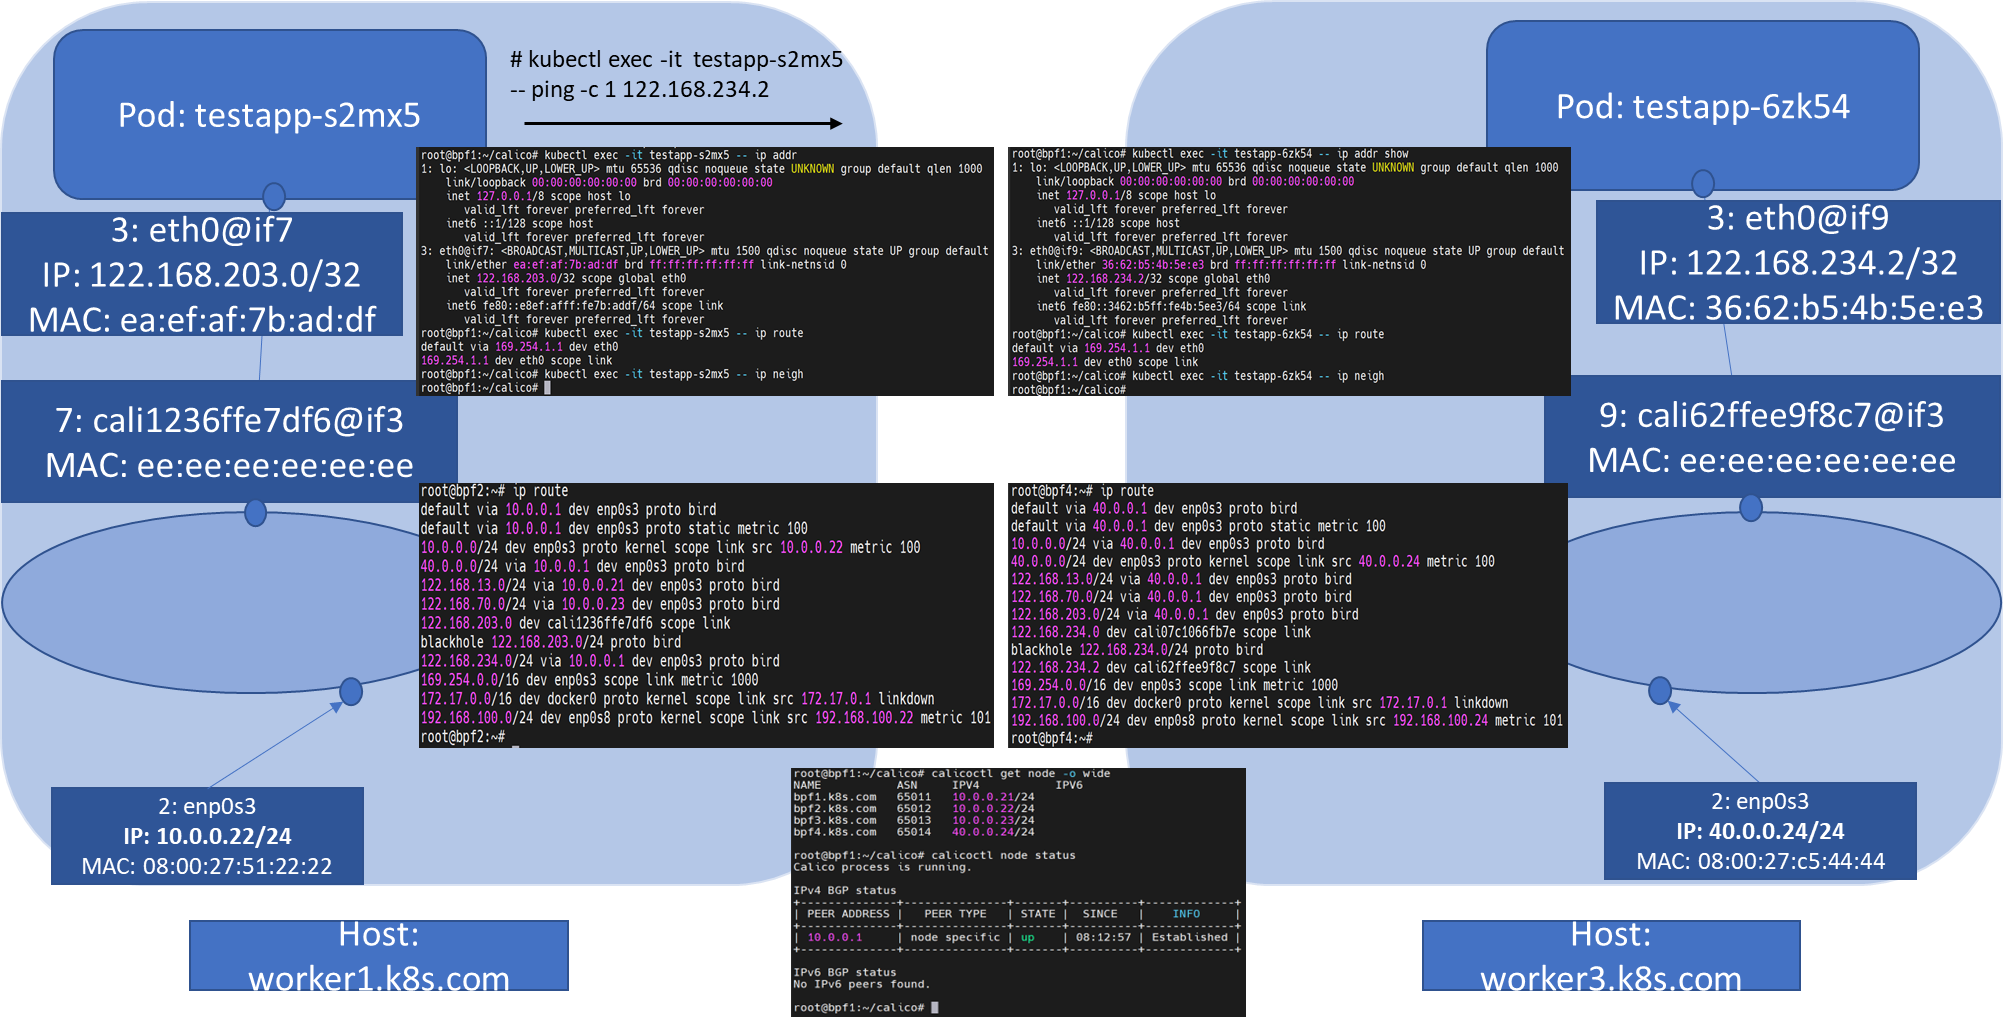 Pod: testapp-s2mx5
# kubectl exec -it  testapp-s2mx5
-- ping -c 1 122.168.234.2
Pod: testapp-6zk54
3: eth0@if7
IP: 122.168.203.0/32
MAC: ea:ef:af:7b:ad:df
root@bpf1:~/calico# kubectl exec -it testapp-s2mx5 -- ip addr
1: lo: <LOOPBACK,UP,LOWER_UP> mtu 65536 qdisc noqueue state UNKNOWN group default qlen 1000
link/loopback 00:00:00:00:00:00 brd 00:00:00:00:00:00
inet 127.0.0.1/8 scope host lo
valid_lft forever preferred_lft forever
inet6 ::1/128 scope host
valid_lft forever preferred_lft forever
3: eth0@if7: <BROADCAST,MULTICAST,UP,LOWER_UP> mtu 1500 qdisc noqueue state UP group default
link/ether ea:ef:af:7b:ad:df brd ff:ff:ff:ff:ff:ff link-netnsid 0
inet 122.168.203.0/32 scope global eth0
valid_lft forever preferred_lft forever
inet6 fe80::e8ef:afff:fe7b:addf/64 scope link
valid_lft forever preferred_lft forever
root@bpf1:~/calico# kubectl exec -it testapp-s2mx5 -- ip route
default via 169.254.1.1 dev eth0
169.254.1.1 dev eth0 scope link
root@bpf1:~/calico# kubectl exec -it testapp-s2mx5 -- ip neigh
root@bpf1:~/calico#
root@bpf1:~/calico# kubectl exec -it testapp-6zk54 -- ip addr show
1: lo: <LOOPBACK,UP,LOWER_UP> mtu 65536 qdisc noqueue state UNKNOWN group default qlen 1000
link/loopback 00:00:00:00:00:00 brd 00:00:00:00:00:00
inet 127.0.0.1/8 scope host lo
valid_lft forever preferred_lft forever
inet6 ::1/128 scope host
valid_lft forever preferred_lft forever
3: eth0@if9: <BROADCAST,MULTICAST,UP,LOWER_UP> mtu 1500 qdisc noqueue state UP group default
link/ether 36:62:b5:4b:5e:e3 brd ff:ff:ff:ff:ff:ff link-netnsid 0
inet 122.168.234.2/32 scope global eth0
valid_lft forever preferred_lft forever
inet6 fe80::3462:b5ff:fe4b:5ee3/64 scope link
valid_lft forever preferred_lft forever
root@bpf1:~/calico# kubectl exec -it testapp-6zk54 -- ip route
default via 169.254.1.1 dev eth0
169.254.1.1 dev eth0 scope link
root@bpf1:~/calico# kubectl exec -it testapp-6zk54 -- ip neigh
root@bpf1:~/calico#
3: eth0@if9
IP: 122.168.234.2/32
MAC: 36:62:b5:4b:5e:e3
7: cali1236ffe7df6@if3
MAC: ee:ee:ee:ee:ee:ee
9: cali62ffee9f8c7@if3
MAC: ee:ee:ee:ee:ee:ee
root@bpf2:~# ip route
default via 10.0.0.1 dev enp0s3 proto bird
default via 10.0.0.1 dev enp0s3 proto static metric 100
10.0.0.0/24 dev enp0s3 proto kernel scope link src 10.0.0.22 metric 100
40.0.0.0/24 via 10.0.0.1 dev enp0s3 proto bird
122.168.13.0/24 via 10.0.0.21 dev enp0s3 proto bird
122.168.70.0/24 via 10.0.0.23 dev enp0s3 proto bird
122.168.203.0 dev cali1236ffe7df6 scope link
blackhole 122.168.203.0/24 proto bird
122.168.234.0/24 via 10.0.0.1 dev enp0s3 proto bird
169.254.0.0/16 dev enp0s3 scope link metric 1000
172.17.0.0/16 dev docker0 proto kernel scope link src 172.17.0.1 linkdown
192.168.100.0/24 dev enp0s8 proto kernel scope link src 192.168.100.22 metric 101
root@bpf2:~#
root@bpf4:~# ip route
default via 40.0.0.1 dev enp0s3 proto bird
default via 40.0.0.1 dev enp0s3 proto static metric 100
10.0.0.0/24 via 40.0.0.1 dev enp0s3 proto bird
40.0.0.0/24 dev enp0s3 proto kernel scope link src 40.0.0.24 metric 100
122.168.13.0/24 via 40.0.0.1 dev enp0s3 proto bird
122.168.70.0/24 via 40.0.0.1 dev enp0s3 proto bird
122.168.203.0/24 via 40.0.0.1 dev enp0s3 proto bird
122.168.234.0 dev cali07c1066fb7e scope link
blackhole 122.168.234.0/24 proto bird
122.168.234.2 dev cali62ffee9f8c7 scope link
169.254.0.0/16 dev enp0s3 scope link metric 1000
172.17.0.0/16 dev docker0 proto kernel scope link src 172.17.0.1 linkdown
192.168.100.0/24 dev enp0s8 proto kernel scope link src 192.168.100.24 metric 101
root@bpf4:~#
2: enp0s3
IP: 10.0.0.22/24
MAC: 08:00:27:51:22:22
root@bpf1:~/calico# calicoctl get node -o wide
NAME ASN IPV4 IPV6
bpf1.k8s.com 65011 10.0.0.21/24
bpf2.k8s.com 65012 10.0.0.22/24
bpf3.k8s.com 65013 10.0.0.23/24
bpf4.k8s.com 65014 40.0.0.24/24
root@bpf1:~/calico# calicoctl node status
Calico process is running.
IPv4 BGP status
+--------------+---------------+-------+----------+-------------+
| PEER ADDRESS | PEER TYPE | STATE | SINCE | INFO |
+--------------+---------------+-------+----------+-------------+
| 10.0.0.1 | node specific | up | 08:12:57 | Established |
+--------------+---------------+-------+----------+-------------+
IPv6 BGP status
No IPv6 peers found.
root@bpf1:~/calico#
2: enp0s3
IP: 40.0.0.24/24
MAC: 08:00:27:c5:44:44
Host:
worker1.k8s.com
Host:
worker3.k8s.com